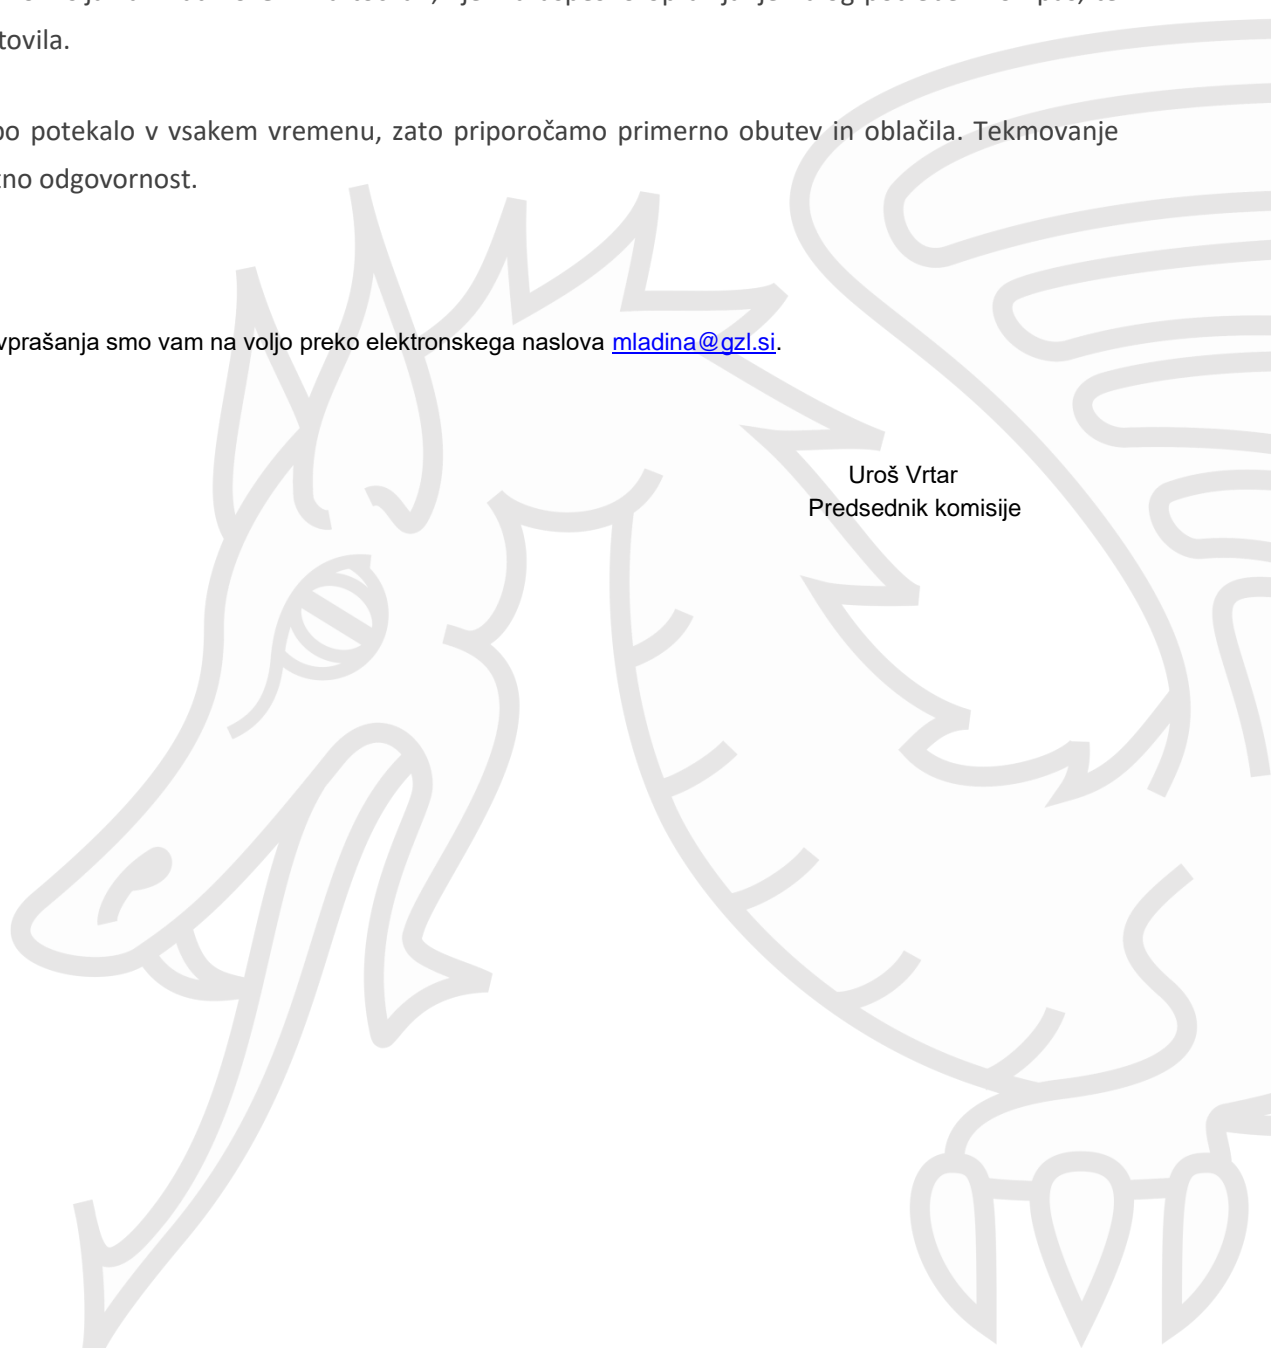 tovila.
po potekalo v vsakem vremenu, zato priporočamo primerno obutev in oblačila. Tekmovanje
tno odgovornost.
vprašanja smo vam na voljo preko elektronskega naslova mladina@gzl.si.
Uroš Vrtar
Predsednik komisije